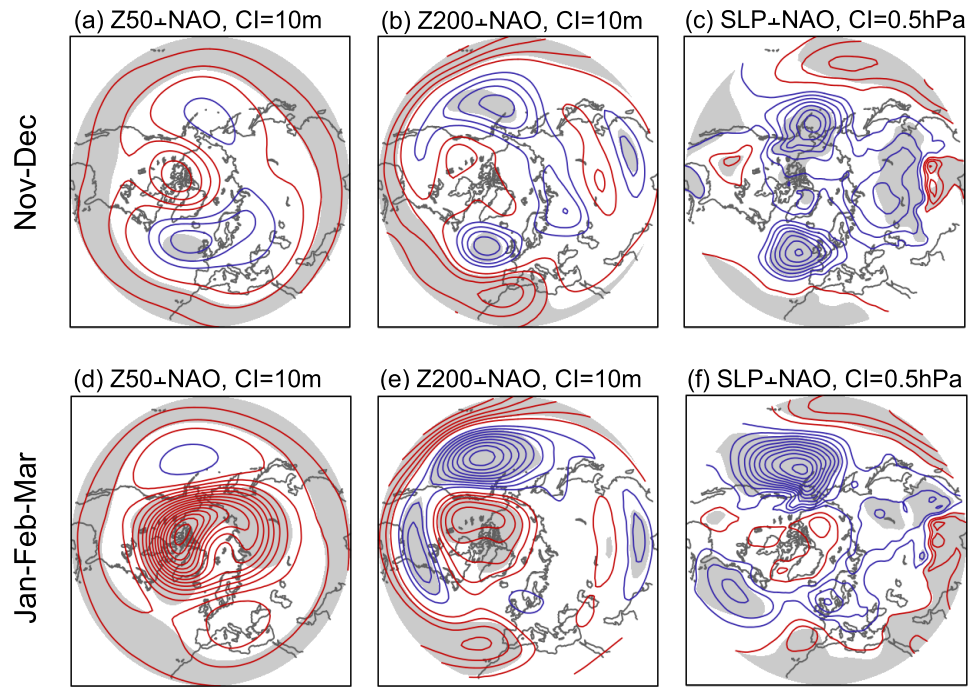 (a) Z50⫠NAO, CI=10m
(b) Z200⫠NAO, CI=10m
(c) SLP⫠NAO, CI=0.5hPa
Nov-Dec
(d) Z50⫠NAO, CI=10m
(e) Z200⫠NAO, CI=10m
(f) SLP⫠NAO, CI=0.5hPa
Jan-Feb-Mar